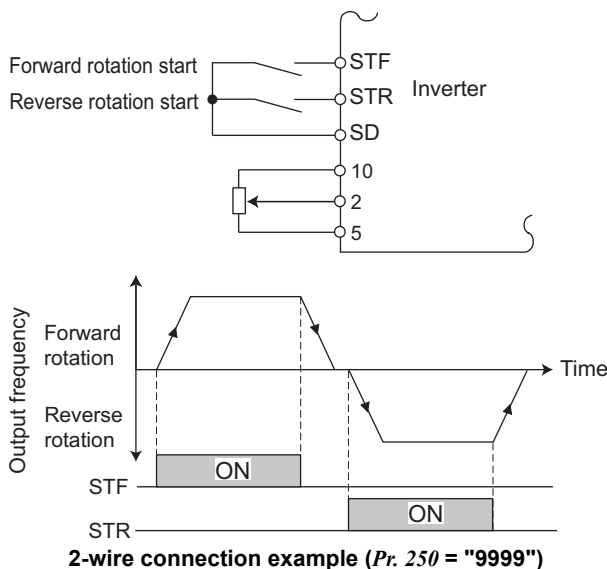 Forward rotation start
STF
Reverse rotation start
STR
Inverter
SD
10
2
5
Output frequency
Forward
rotation
Time
Reverse
rotation
ON
STF
ON
STR
2-wire connection example (Pr. 250 = "9999")